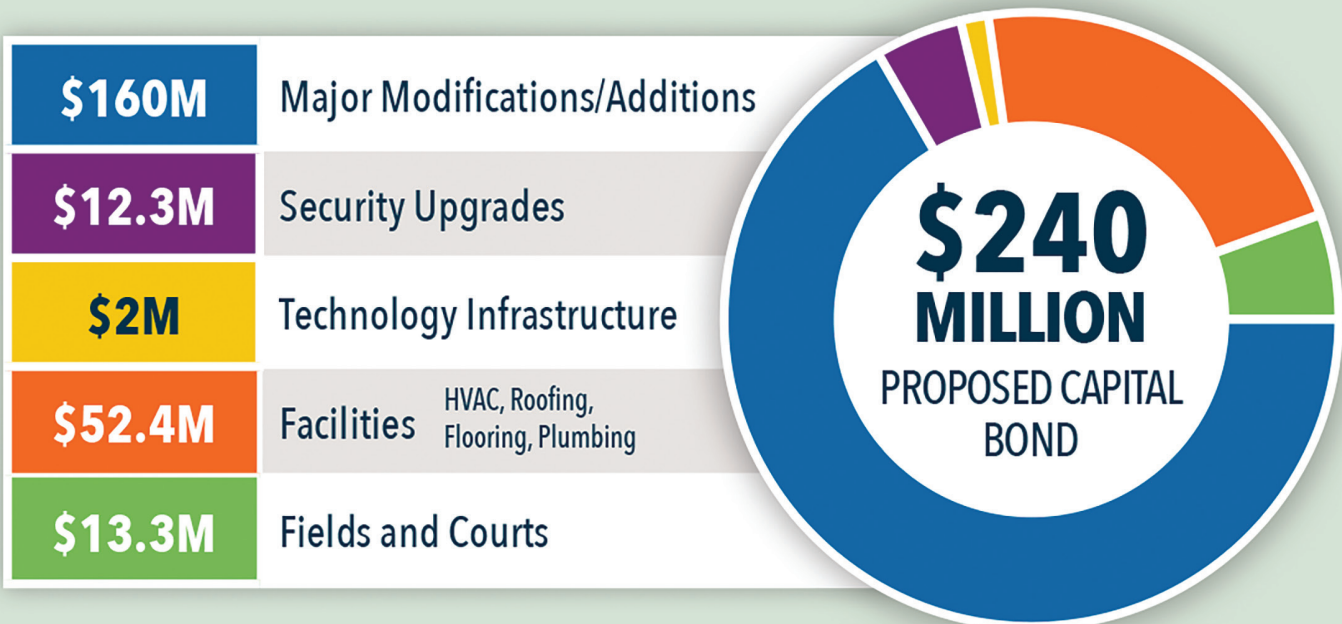 $160M Major Modifications/Additions
$12.3M Security Upgrades
$2M Technology Infrastructure
$52.4M Facilities HVAC, Roofing,
Flooring, Plumbing
$13.3M Fields and Courts
$240
MILLION
PROPOSED CAPITAL
BOND